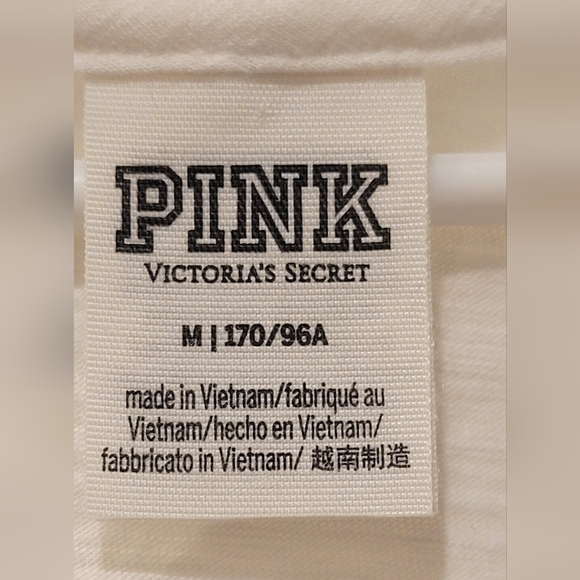 PINK
VICTORIA'S SECRET
M | 170/96A
made in Vietnam/fabriqué au
Vietnam/hecho en Vietnam/
fabbricato in Vietnam/ 越南制造